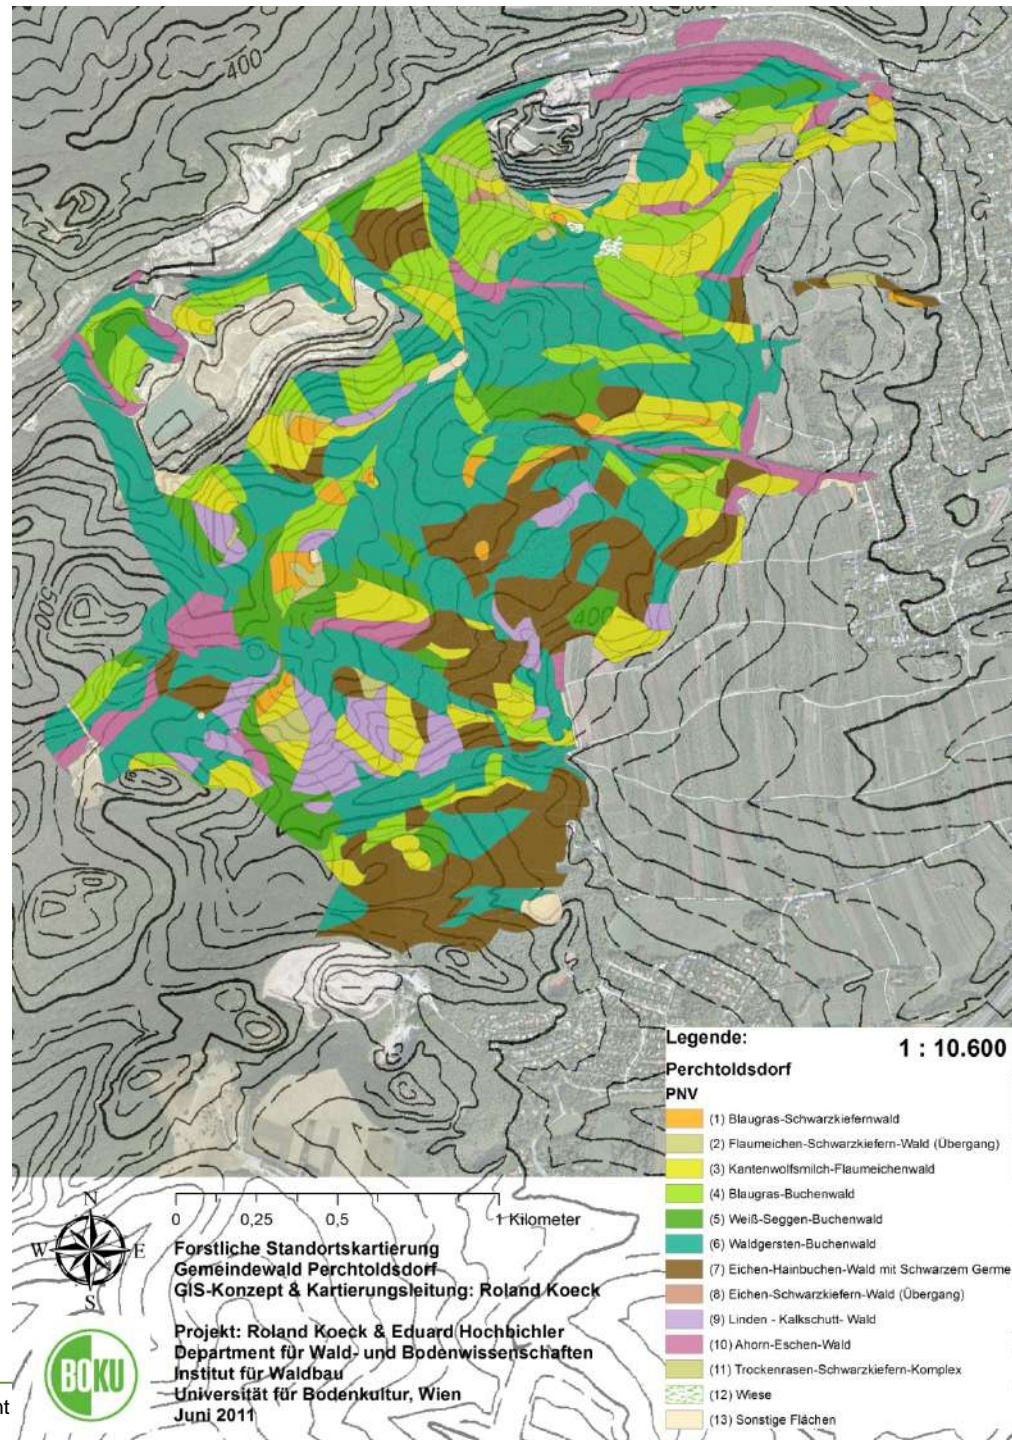 400
500
400
Legende:
1 : 10.600
Perchtoldsdorf
PNV
(1) Blaugras-Schwarzkiefernwald
(2) Flaumeichen-Schwarzkiefern-Wald (Übergang)
(3) Kantenwolfsmilch-Flaumeichenwald
(4) Blaugras-Buchenwald
(5) Weiß-Seggen-Buchenwald
(6) Waldgersten-Buchenwald
(7) Eichen-Hainbuchen-Wald mit Schwarzem Germe
(8) Eichen-Schwarzkiefern-Wald (Übergang)
(9) Linden - Kalkschutt- Wald
(10) Ahorn-Eschen-Wald
(11) Trockenrasen-Schwarzkiefern-Komplex
(12) Wiese
(13) Sonstige Flächen
N
W E
S
0 0,25 0,5 1 Kilometer
Forstliche Standortskartierung
Gemeindewald Perchtoldsdorf
GIS-Konzept & Kartierungsleitung: Roland Koeck
Projekt: Roland Koeck & Eduard Hochbichler
Department für Wald- und Bodenwissenschaften
Institut für Waldbau
Universität für Bodenkultur, Wien
Juni 2011
BOKU
nt